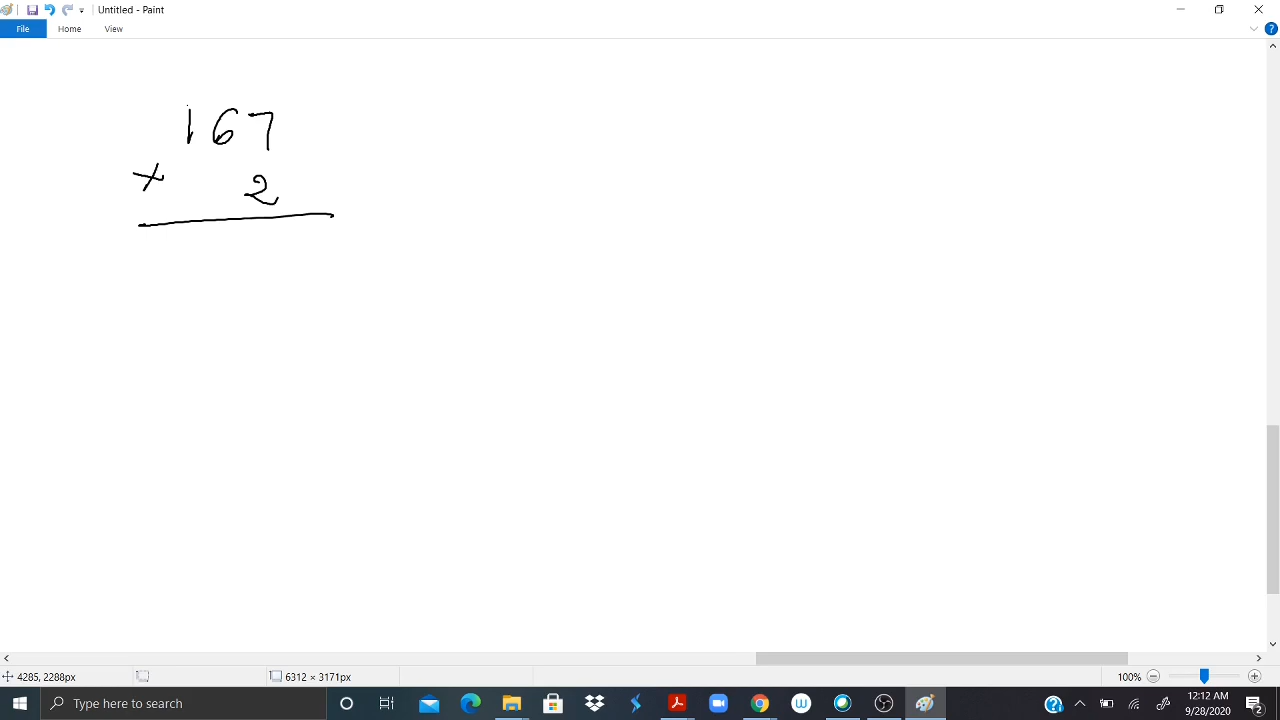 Untitled - Paint
File Home View
167
× 2
4285, 2288px
6312 × 3171px
100%
Type here to search
12:12 AM
9/28/2020
2